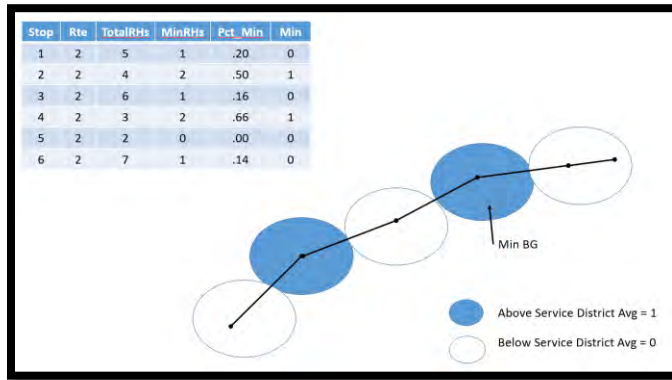 Stop Rte TotalRHs MinRHs Pct_Min Min
1 2 5 1 .20 0
2 2 4 2 .50 1
3 2 6 1 .16 0
4 2 3 2 .66 1
5 2 2 0 .00 0
6 2 7 1 .14 0
Min BG
Above Service District Avg = 1
Below Service District Avg = 0